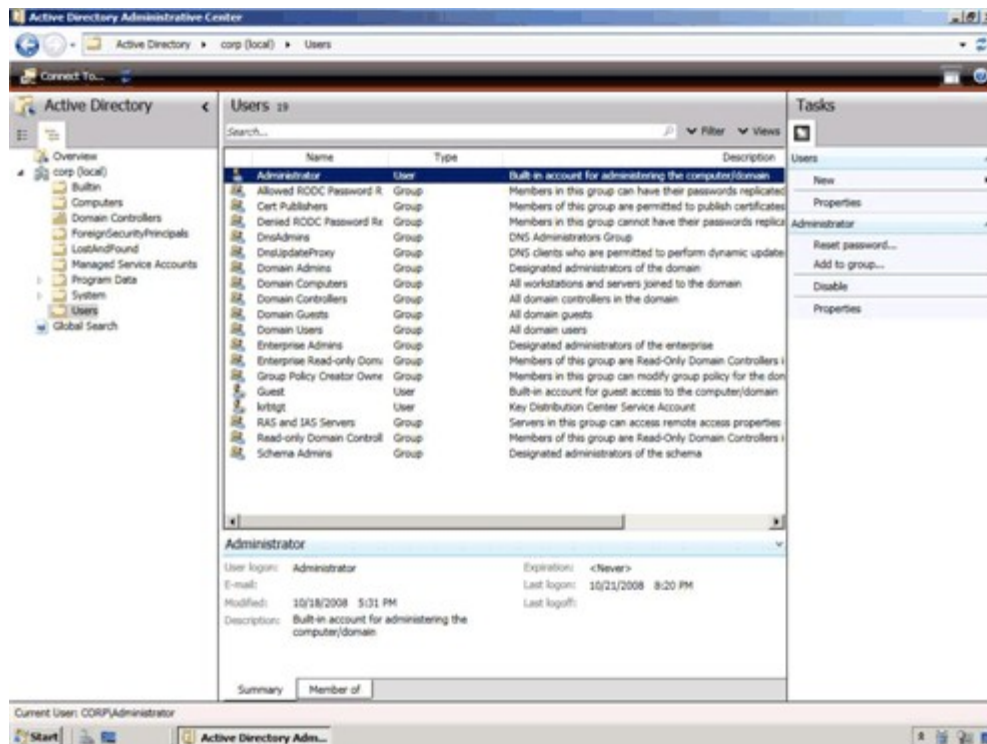 Active Directory Administrative Center
Active Directory corp (local) Users
Connect To...
Active Directory
Overview
corp (local)
Builtin
Computers
Domain Controllers
ForeignSecurityPrincipals
LostAndFound
Managed Service Accounts
Program Data
System
Users
Global Search
Users 19
Search... Filter Views
Name Type Description
Administrator User Built-in account for administering the computer/domain
Allowed RODC Password R Group Members in this group can have their passwords replicated
Cert Publishers Group Members of this group are permitted to publish certificates
Denied RODC Password Re Group Members in this group cannot have their passwords replica
DnsAdmins Group DNS Administrators Group
DnsUpdateProxy Group DNS clients who are permitted to perform dynamic update
Domain Admins Group Designated administrators of the domain
Domain Computers Group All workstations and servers joined to the domain
Domain Controllers Group All domain controllers in the domain
Domain Guests Group All domain guests
Domain Users Group All domain users
Enterprise Admins Group Designated administrators of the enterprise
Enterprise Read-only Doma Group Members of this group are Read-Only Domain Controllers i
Group Policy Creator Owne Group Members in this group can modify group policy for the don
Guest User Built-in account for guest access to the computer/domain
krbtgt User Key Distribution Center Service Account
RAS and IAS Servers Group Servers in this group can access remote access properties
Read-only Domain Controll Group Members of this group are Read-Only Domain Controllers i
Schema Admins Group Designated administrators of the schema
Administrator
User logon: Administrator Expiration: <Never>
E-mail: Last logon: 10/21/2008 8:20 PM
Modified: 10/18/2008 5:31 PM Last logoff:
Description: Built-in account for administering the
computer/domain
Summary Member of
Tasks
Users
New
Properties
Administrator
Reset password...
Add to group...
Disable
Properties
Current User: CORP\Administrator
Start Active Directory Adm...